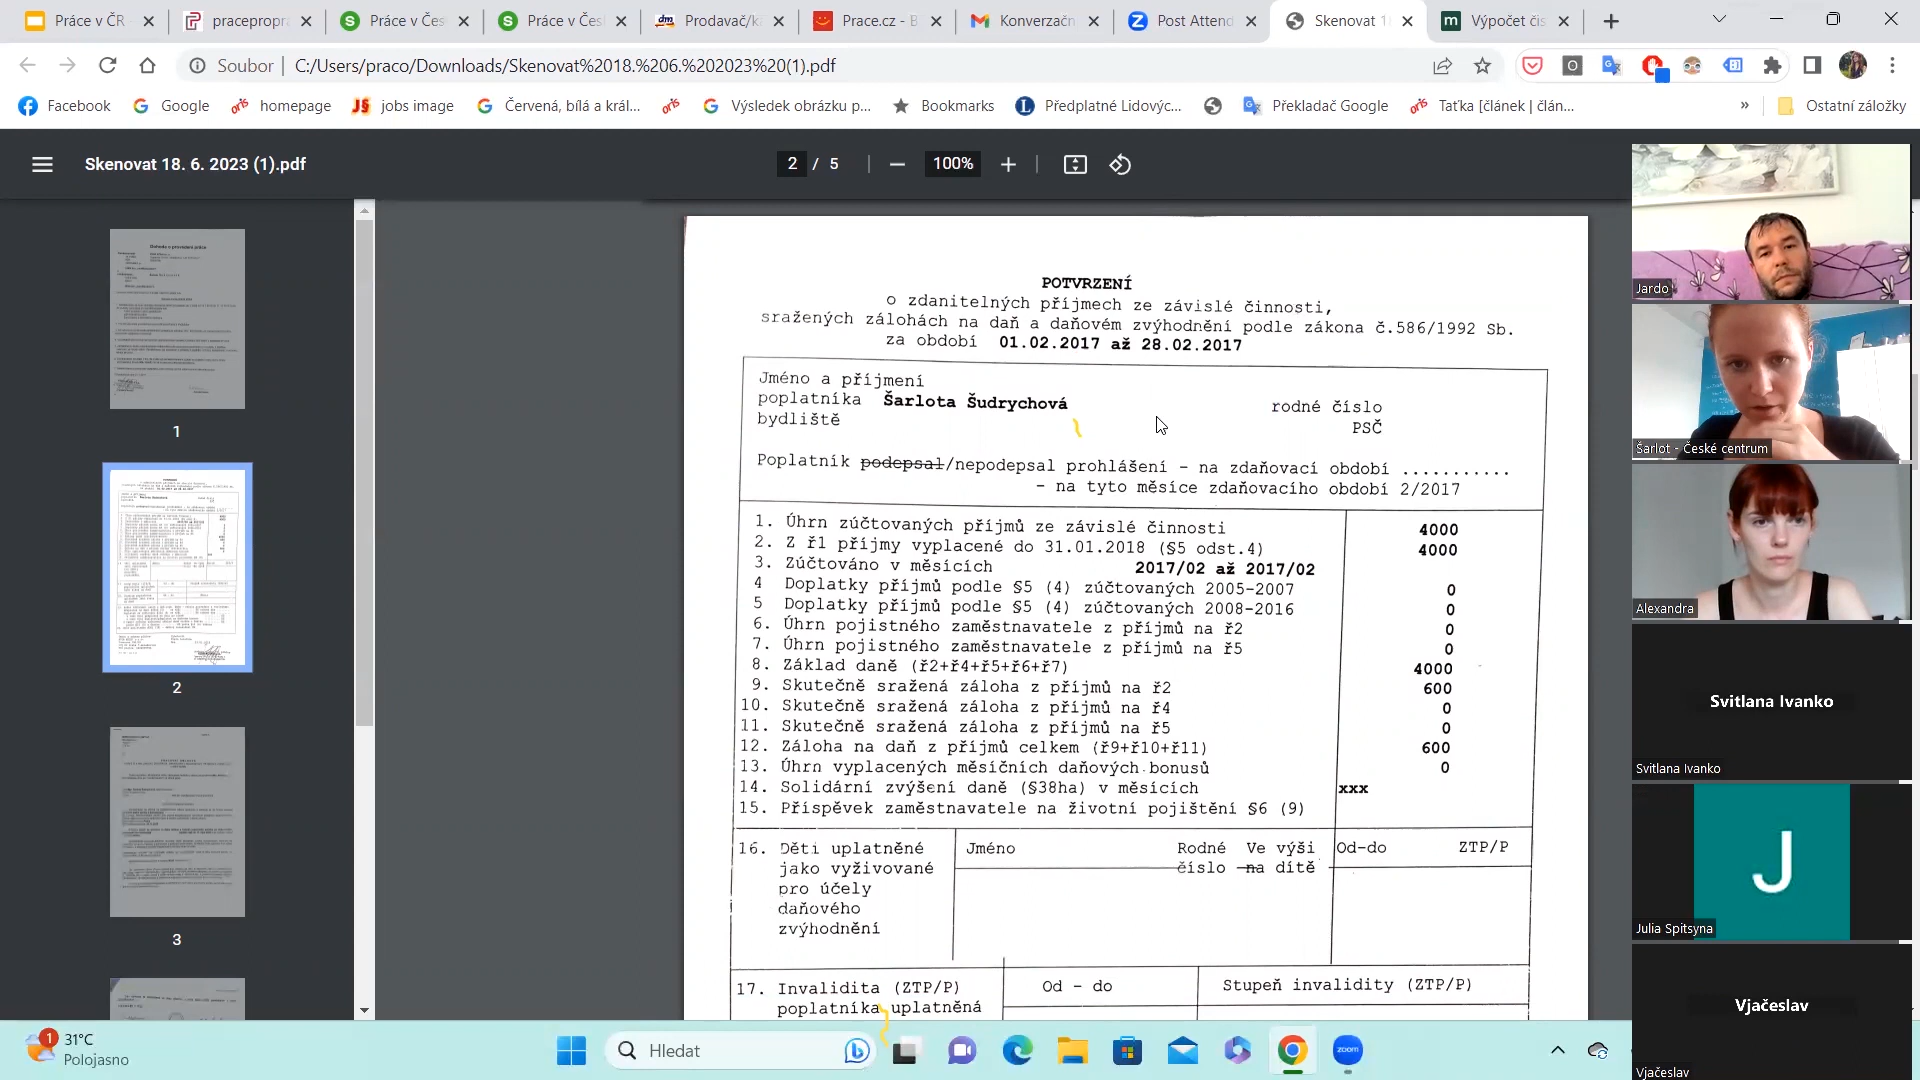 Práce v ČR -
pracepropra
Práce v Čes
Práce v Čes
Prodavač/ka
Prace.cz - B
Konverzačn
Post Attend
Skenovat 18
Výpočet čis
Soubor
C:/Users/praco/Downloads/Skenovat%2018.%206.%202023%20(1).pdf
Facebook
Google
homepage
jobs image
Červená, bílá a král...
Výsledek obrázku p...
Bookmarks
Předplatné Lidovýc...
Překladač Google
Taťka [článek | člán...
»
Ostatní záložky
Skenovat 18. 6. 2023 (1).pdf
2 / 5
100%
1
2
3
POTVRZENÍ
o zdanitelných příjmech ze závislé činnosti,
sražených zálohách na daň a daňovém zvýhodnění podle zákona č.586/1992 Sb.
za období 01.02.2017 až 28.02.2017
Jméno a příjmení
poplatníka Šarlota Šudrychová rodné číslo
bydliště PSČ
Poplatník podepsal/nepodepsal prohlášení - na zdaňovací období ...........
- na tyto měsíce zdaňovacího období 2/2017
1. Úhrn zúčtovaných příjmů ze závislé činnosti 4000
2. Z ř1 příjmy vyplacené do 31.01.2018 (§5 odst.4) 4000
3. Zúčtováno v měsících 2017/02 až 2017/02
4 Doplatky příjmů podle §5 (4) zúčtovaných 2005-2007 0
5 Doplatky příjmů podle §5 (4) zúčtovaných 2008-2016 0
6. Úhrn pojistného zaměstnavatele z příjmů na ř2 0
7. Úhrn pojistného zaměstnavatele z příjmů na ř5 0
8. Základ daně (ř2+ř4+ř5+ř6+ř7) 4000
9. Skutečně sražená záloha z příjmů na ř2 600
10. Skutečně sražená záloha z příjmů na ř4 0
11. Skutečně sražená záloha z příjmů na ř5 0
12. Záloha na daň z příjmů celkem (ř9+ř10+ř11) 600
13. Úhrn vyplacených měsíčních daňových bonusů 0
14. Solidární zvýšení daně (§38ha) v měsících xxx
15. Příspěvek zaměstnavatele na životní pojištění §6 (9)
16. Děti uplatněné Jméno Rodné Ve výši Od-do ZTP/P
jako vyživované číslo na dítě
pro účely
daňového
zvýhodnění
17. Invalidita (ZTP/P) Od - do Stupeň invalidity (ZTP/P)
poplatníka uplatněná
Jardo
Šarlot - České centrum
Alexandra
Svitlana Ivanko
Svitlana Ivanko
J
Julia Spitsyna
Vjačeslav
Vjačeslav
1
31°C
Polojasno
Hledat
zoom